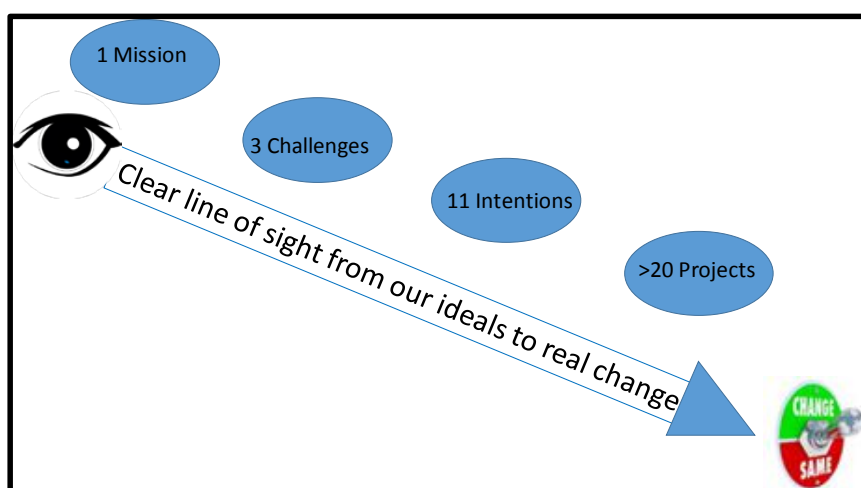 1 Mission
3 Challenges
11 Intentions
>20 Projects
Clear line of sight from our ideals to real change
CHANGE
SAME